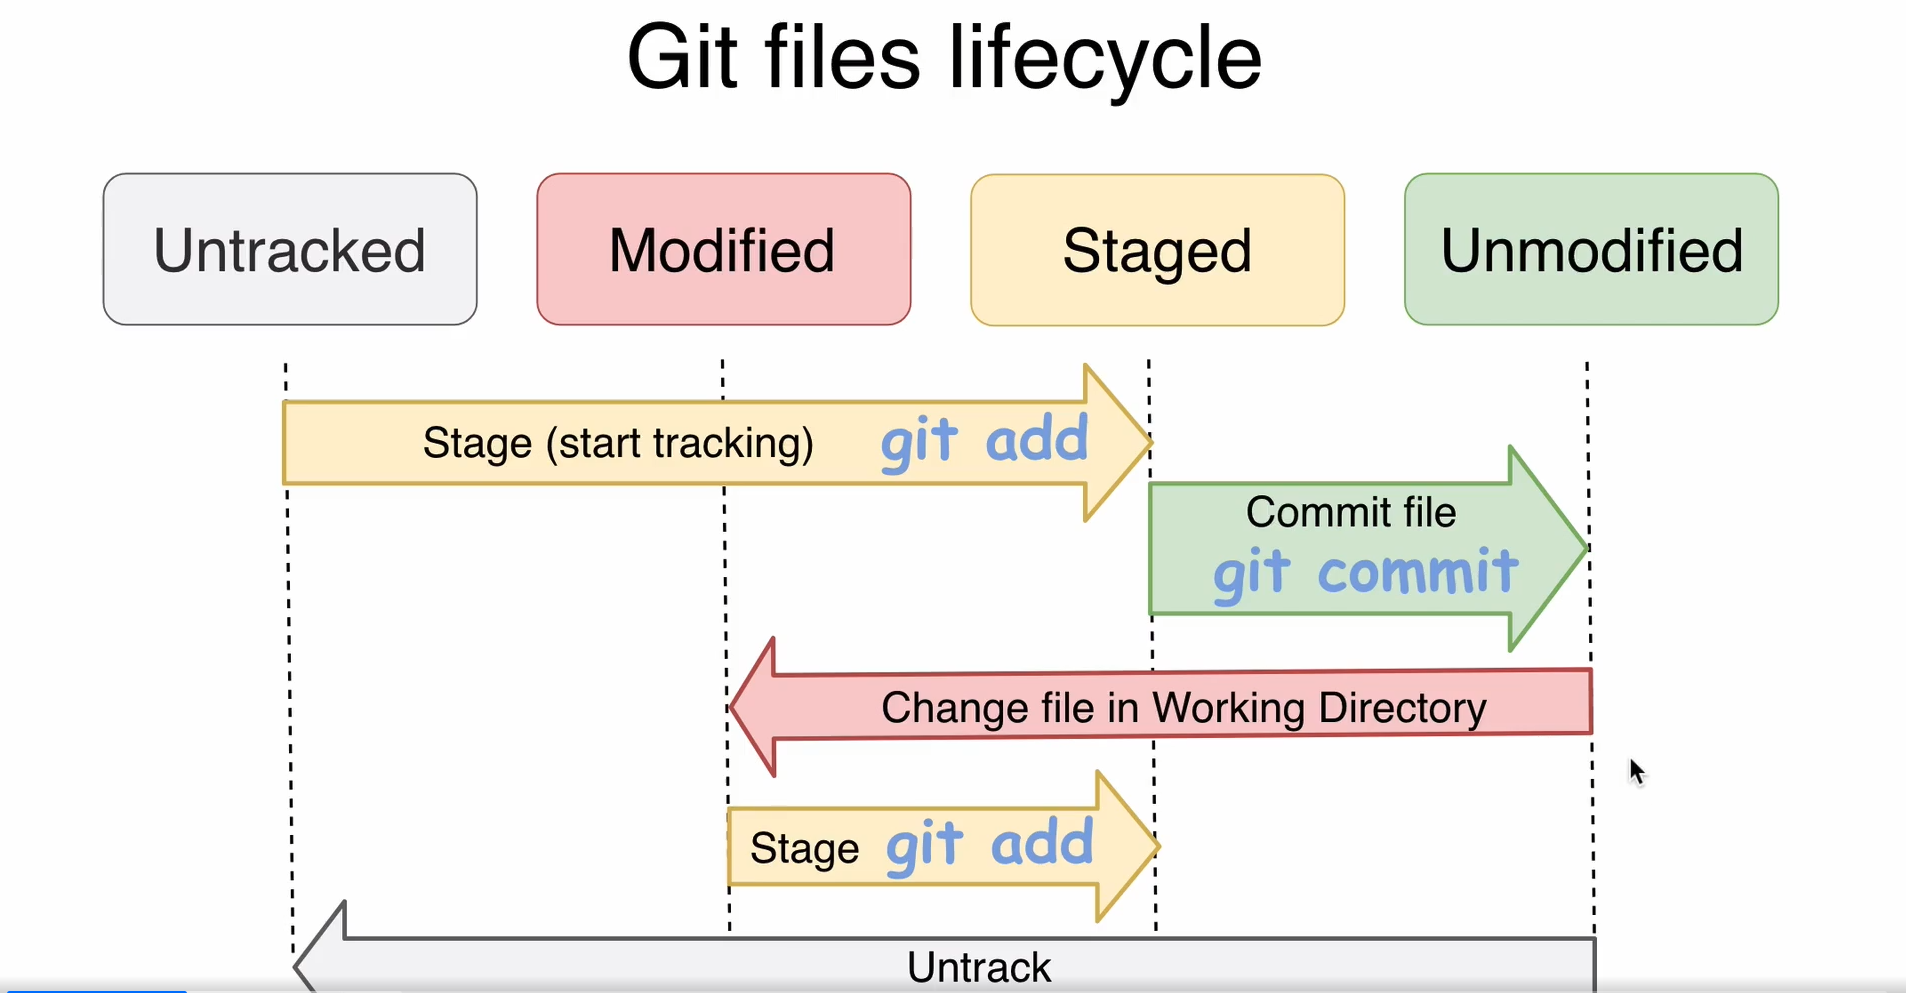 Git files lifecycle
Untracked
Modified
Staged
Unmodified
Stage (start tracking) git add
Commit file
git commit
Change file in Working Directory
Stage git add
Untrack